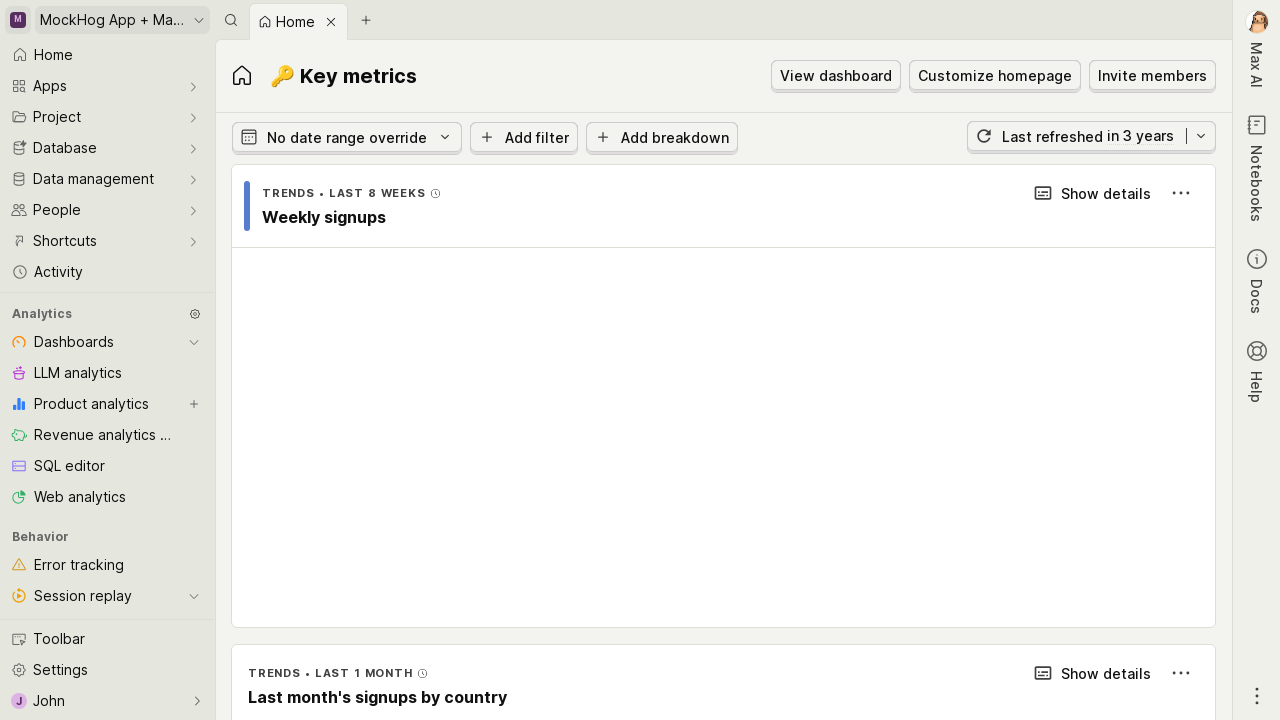 M
MockHog App + Ma...
Home
Home
Apps
Project
Database
Data management
People
Shortcuts
Activity
Analytics
Dashboards
LLM analytics
Product analytics
Revenue analytics ...
SQL editor
Web analytics
Behavior
Error tracking
Session replay
Toolbar
Settings
J
John
🔑 Key metrics
View dashboard
Customize homepage
Invite members
No date range override
Add filter
Add breakdown
Last refreshed in 3 years
TRENDS • LAST 8 WEEKS
Show details
Weekly signups
TRENDS • LAST 1 MONTH
Show details
Last month's signups by country
Max AI
Notebooks
Docs
Help